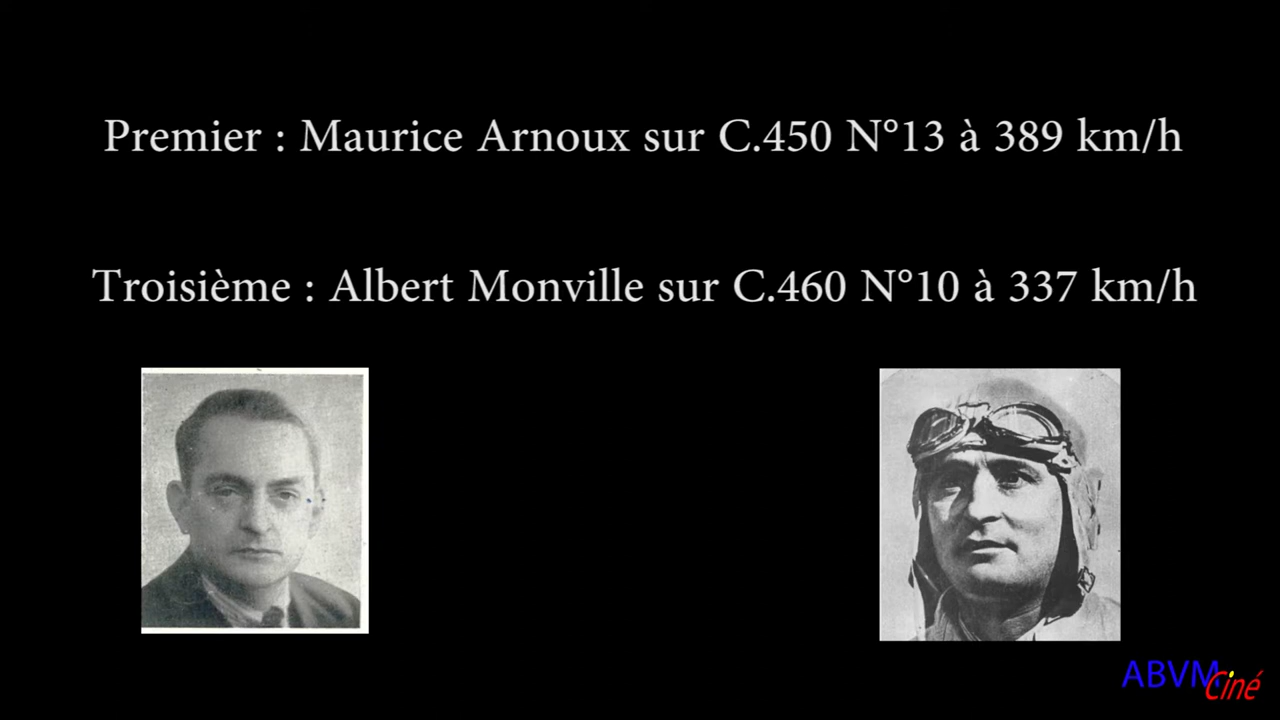 Premier : Maurice Arnoux sur C.450 N°13 à 389 km/h
Troisième : Albert Monville sur C.460 N°10 à 337 km/h
ABVM Ciné